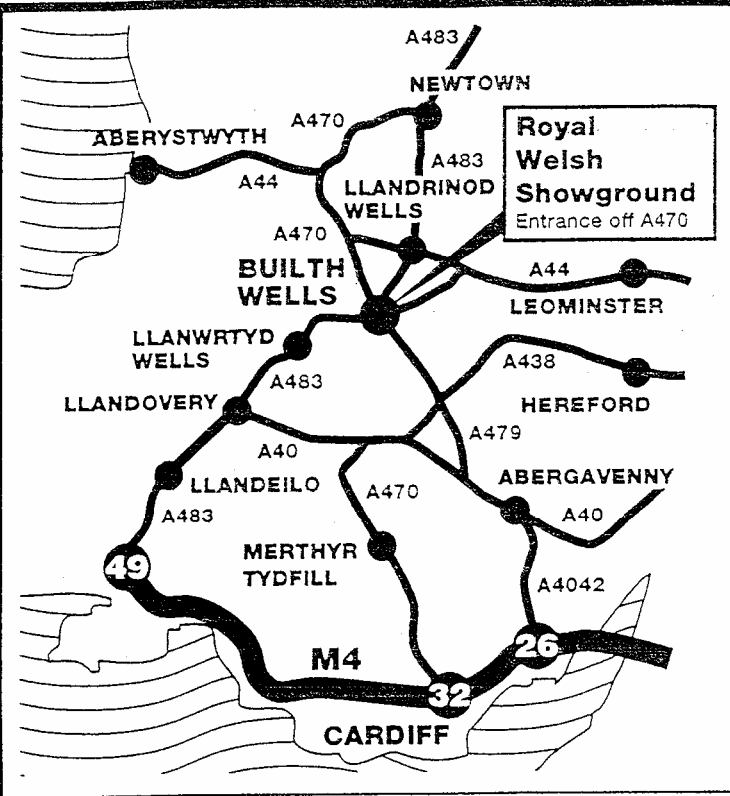 A483
NEWTOWN
A470
ABERYSTWYTH
A44
A483
LLANDRINOD
WELLS
Royal
Welsh
Showground
Entrance off A470
A470
BUILTH
WELLS
A44
LEOMINSTER
LLANWRTYD
WELLS
A483
A438
HEREFORD
LLANDOVERY
A40
A479
LLANDEILO
A470
ABERGAVENNY
A483
A40
MERTHYR
TYDFILL
49
A4042
M4
26
32
CARDIFF